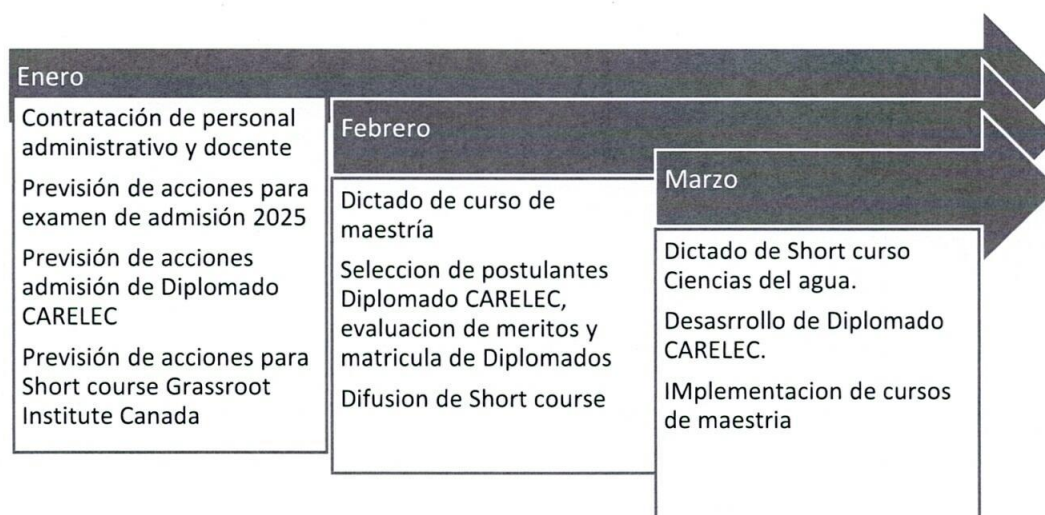 Enero
Contratación de personal
administrativo y docente
Previsión de acciones para
examen de admisión 2025
Previsión de acciones
admisión de Diplomado
CARELEC
Previsión de acciones para
Short course Grassroot
Institute Canada
Febrero
Dictado de curso de
maestría
Seleccion de postulantes
Diplomado CARELEC,
evaluacion de meritos y
matricula de Diplomados
Difusion de Short course
Marzo
Dictado de Short curso
Ciencias del agua.
Desasrrollo de Diplomado
CARELEC.
IMplementacion de cursos
de maestria